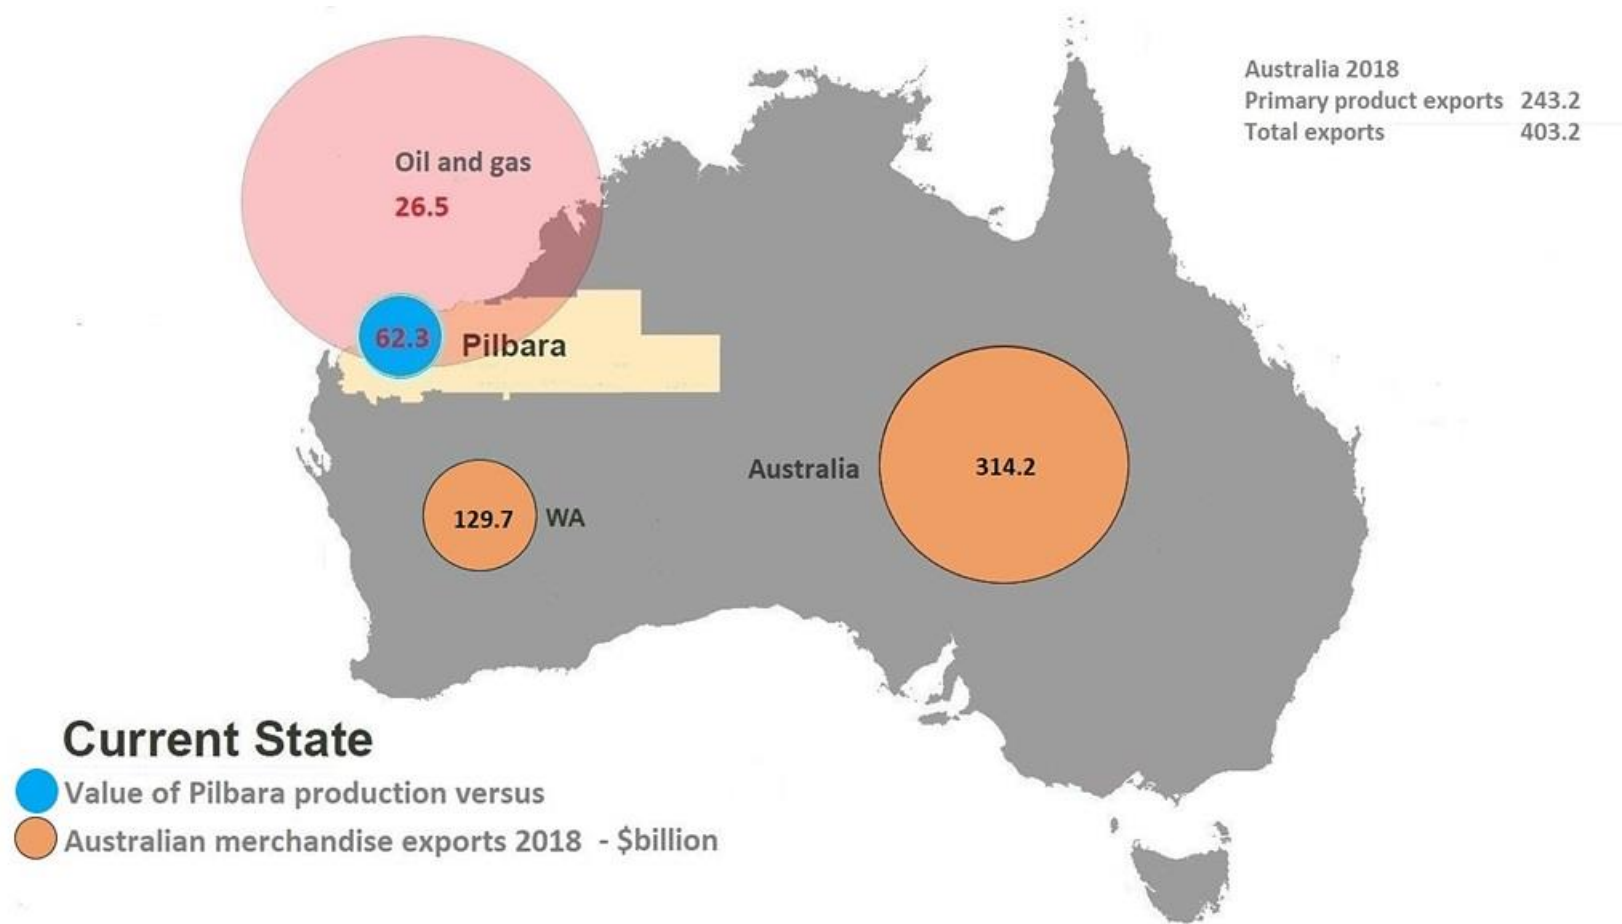 Australia 2018
Primary product exports 243.2
Total exports 403.2
Oil and gas
26.5
62.3
Pilbara
Australia
314.2
129.7
WA
Current State
Value of Pilbara production versus
Australian merchandise exports 2018 - $billion